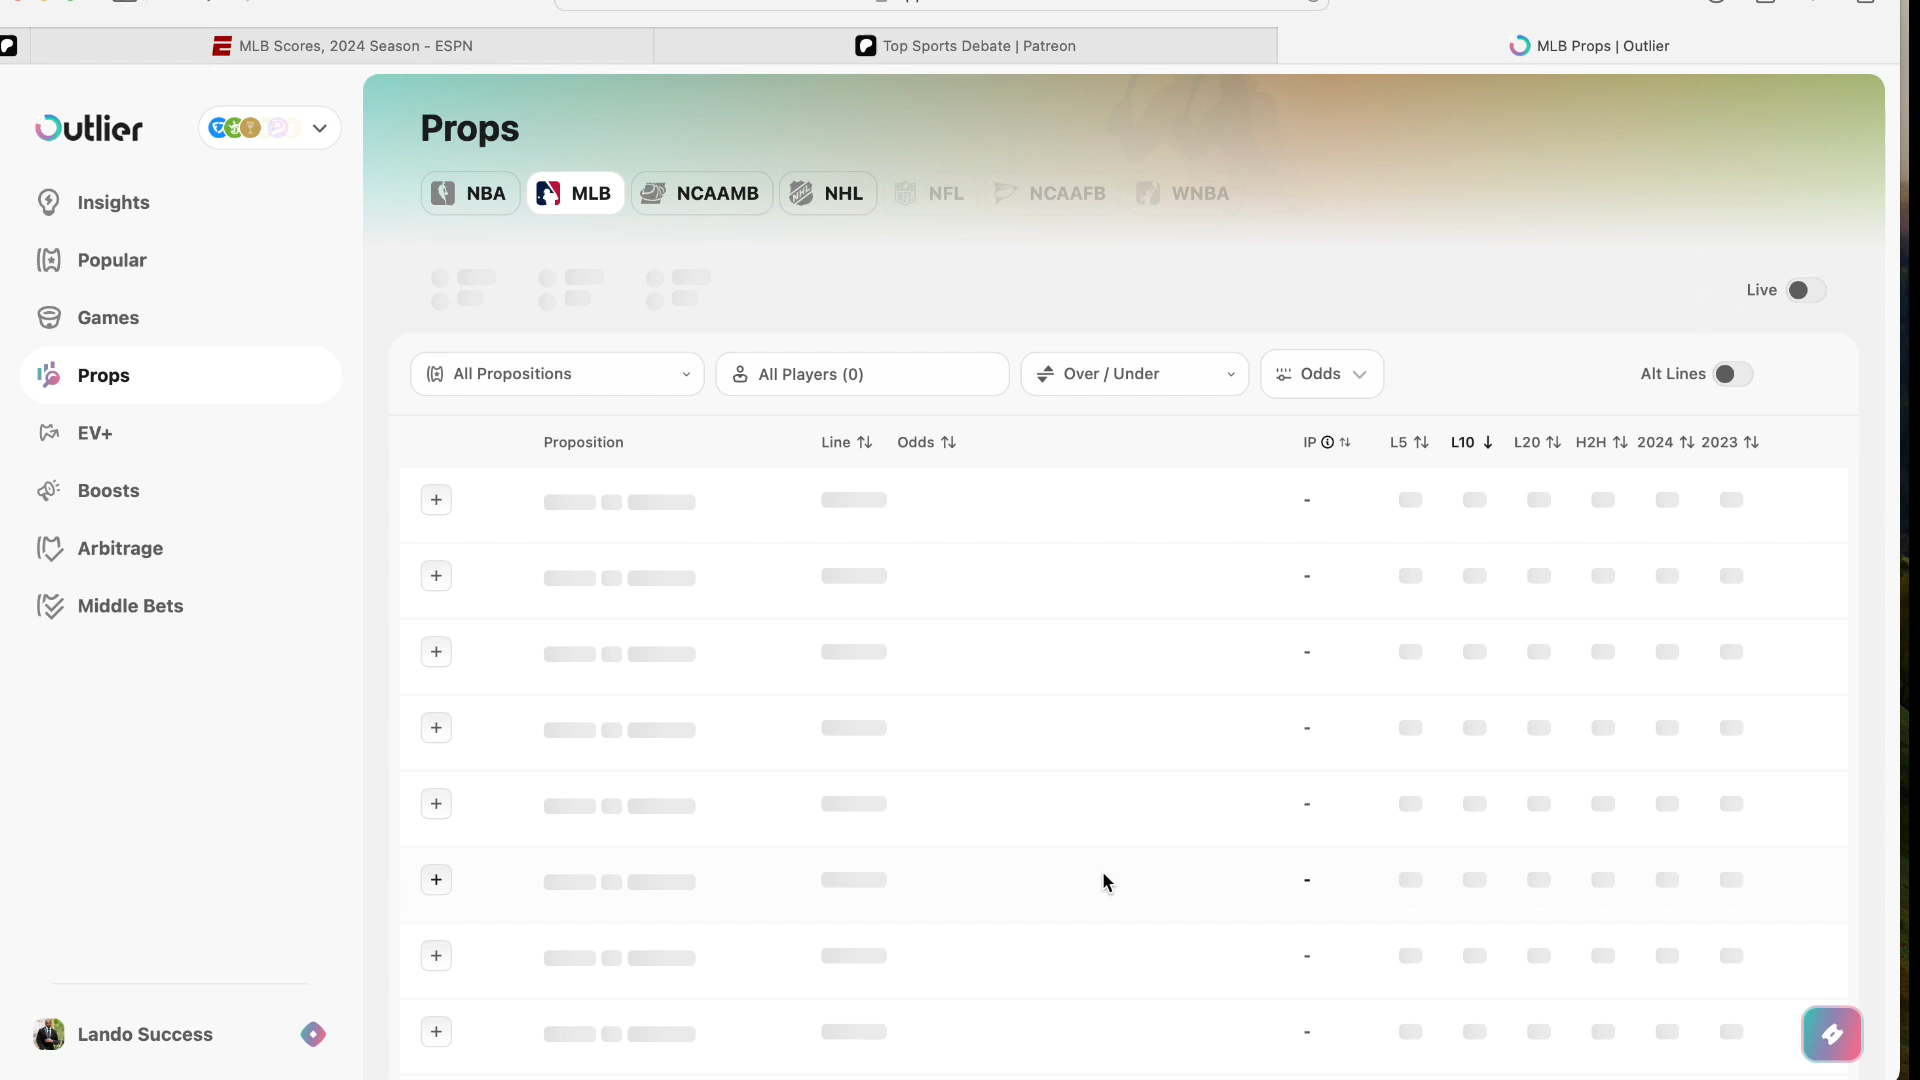 MLB Scores, 2024 Season - ESPN
Top Sports Debate | Patreon
MLB Props | Outlier
Outlier
Props
NBA
MLB
NCAAMB
NHL
NFL
NCAAFB
WNBA
Insights
Popular
Games
Props
EV+
Boosts
Arbitrage
Middle Bets
Live
All Propositions
All Players (0)
Over / Under
Odds
Alt Lines
Proposition
Line
Odds
IP
L5
L10
L20
H2H
2024
2023
+ -
+ -
+ -
+ -
+ -
+ -
+ -
+ -
Lando Success